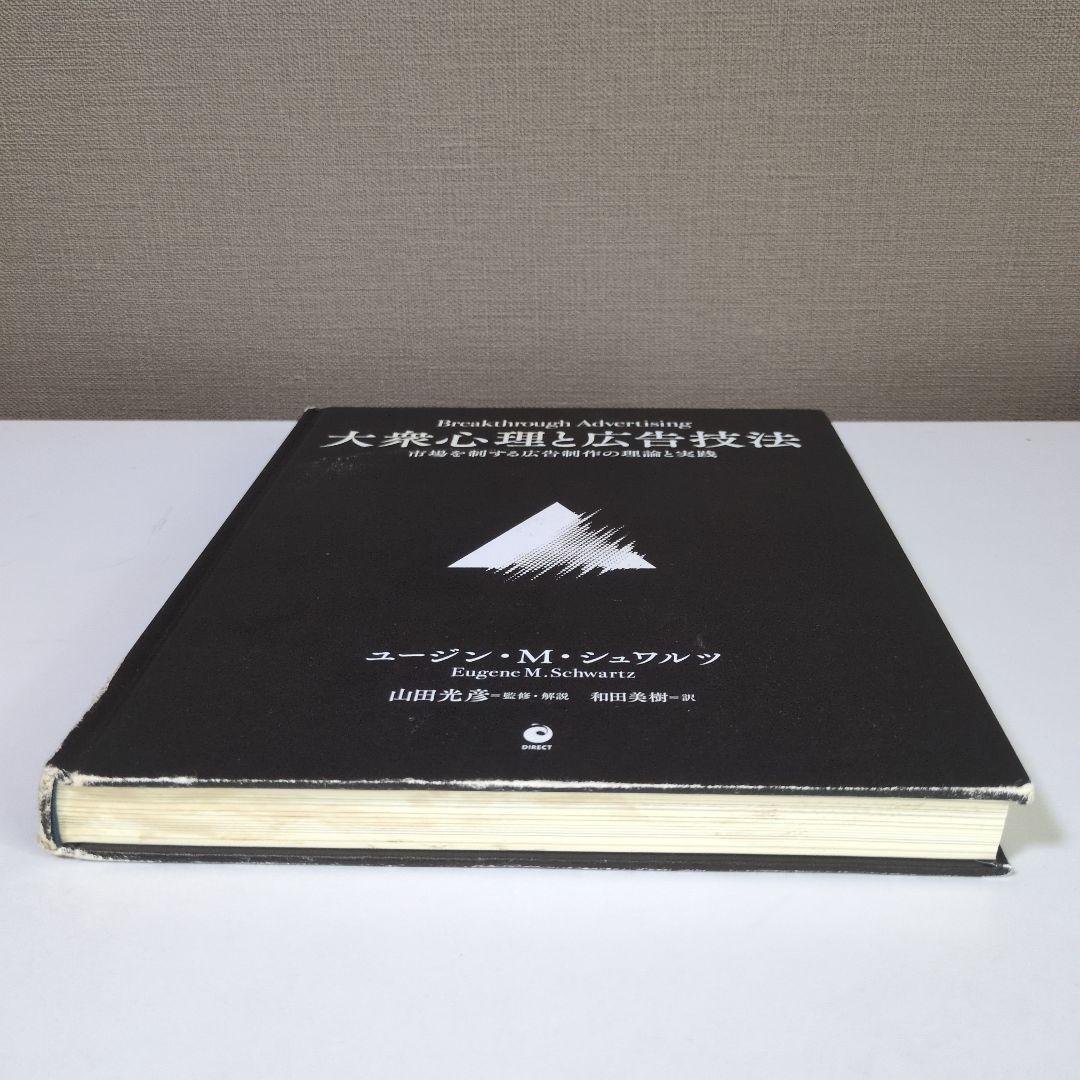 Breakthrough Advertising
大衆心理と広告技法
市場を制する広告制作の理論と実践
ユージン・M・シュワルツ
Eugene M. Schwartz
山田光彦=監修・解説 和田美樹=訳
DIRECT